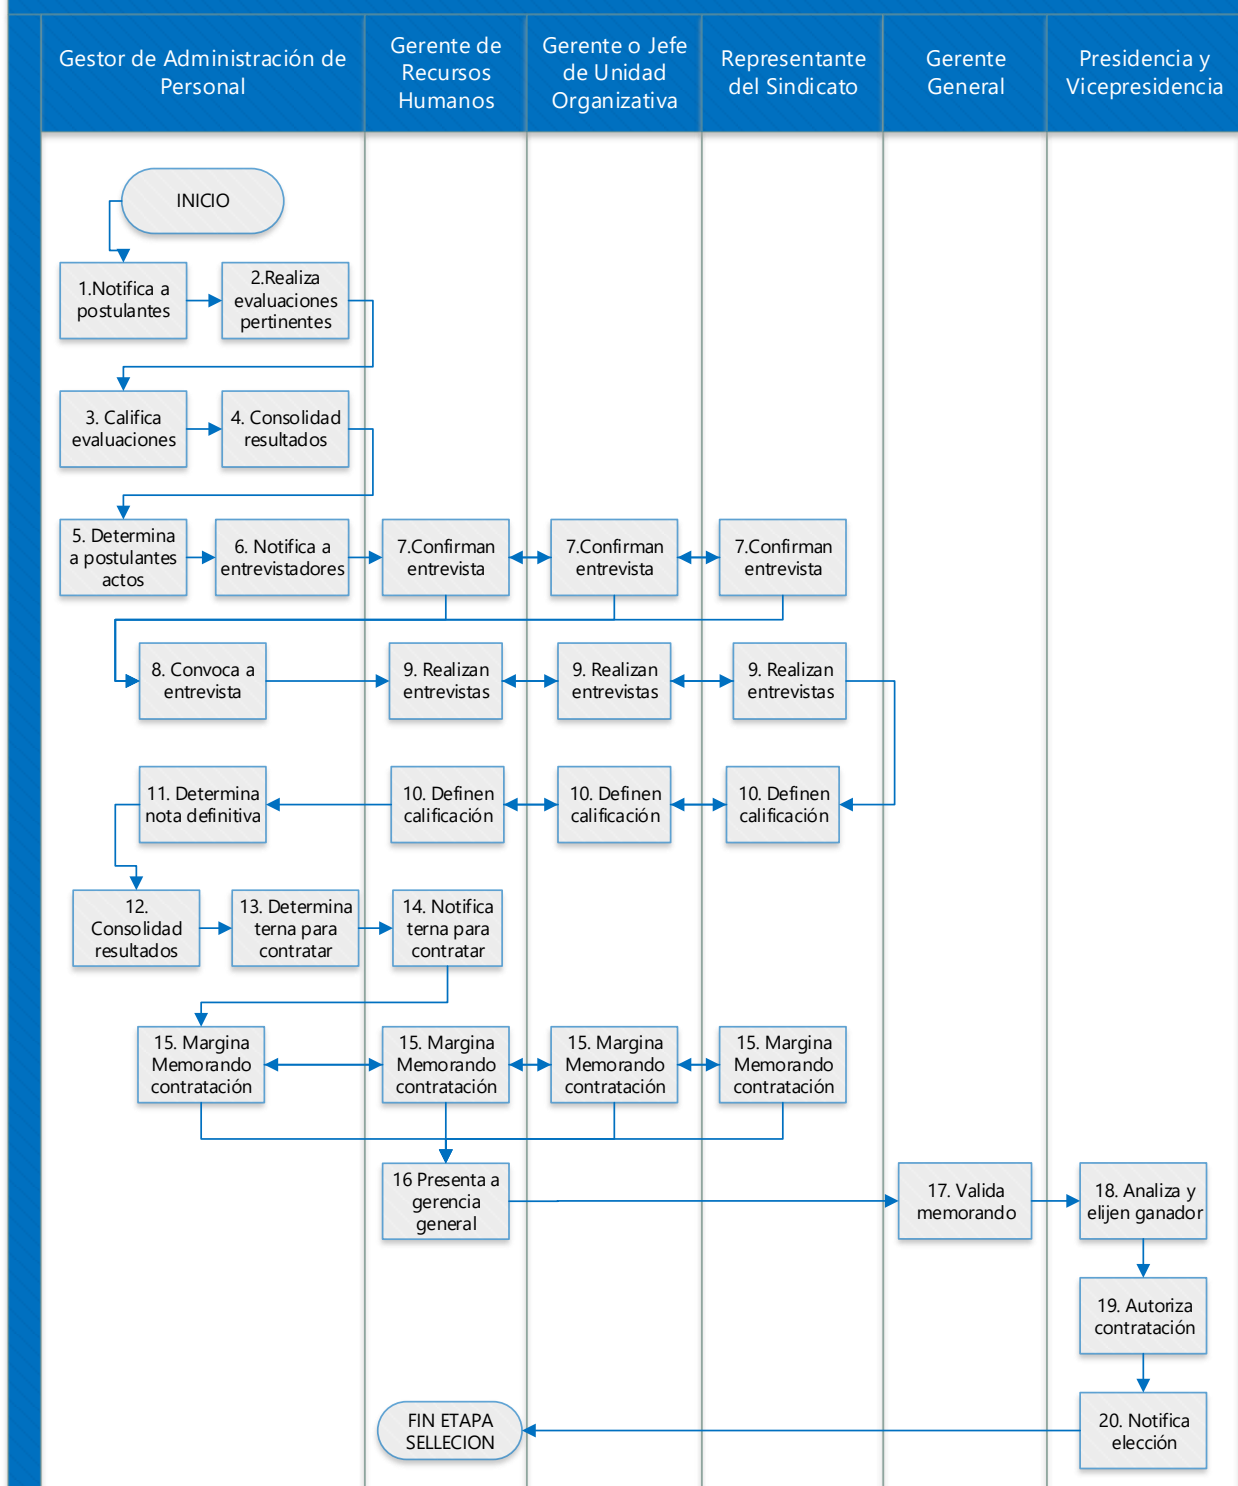 Gestor de Administración de
Personal
Gerente de
Recursos
Humanos
Gerente o Jefe
de Unidad
Organizativa
Representante
del Sindicato
Gerente
General
Presidencia y
Vicepresidencia
INICIO
1.Notifica a
postulantes
2.Realiza
evaluaciones
pertinentes
3. Califica
evaluaciones
4. Consolidad
resultados
5. Determina
a postulantes
actos
6. Notifica a
entrevistadores
7.Confirman
entrevista
7.Confirman
entrevista
7.Confirman
entrevista
8. Convoca a
entrevista
9. Realizan
entrevistas
9. Realizan
entrevistas
9. Realizan
entrevistas
11. Determina
nota definitiva
10. Definen
calificación
10. Definen
calificación
10. Definen
calificación
12.
Consolidad
resultados
13. Determina
terna para
contratar
14. Notifica
terna para
contratar
15. Margina
Memorando
contratación
15. Margina
Memorando
contratación
15. Margina
Memorando
contratación
15. Margina
Memorando
contratación
16 Presenta a
gerencia
general
17. Valida
memorando
18. Analiza y
elijen ganador
19. Autoriza
contratación
FIN ETAPA
SELLECION
20. Notifica
elección